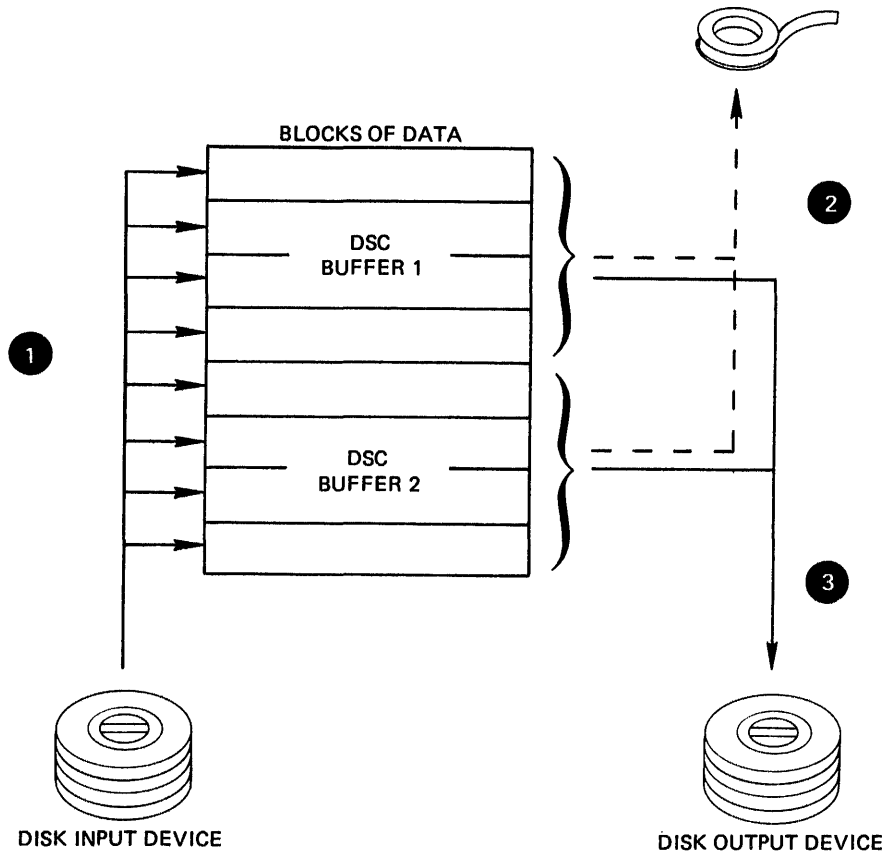 BLOCKS OF DATA
2
DSC
BUFFER 1
1
DSC
BUFFER 2
3
DISK INPUT DEVICE
DISK OUTPUT DEVICE